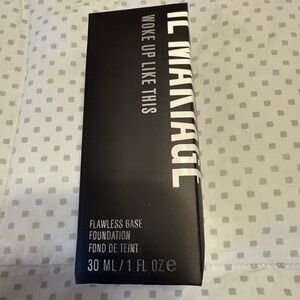 IL MAKIAGE
WOKE UP LIKE THIS
FLAWLESS BASE
FOUNDATION
FOND DE TEINT
30 ML / 1 FL OZ e